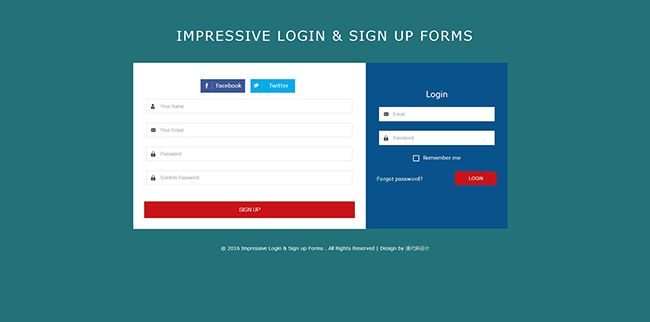 IMPRESSIVE LOGIN & SIGN UP FORMS
Facebook
Twitter
Your Name
Your Email
Password
Confirm Password
SIGN UP
Login
Email
Password
Remember me
Forgot password?
LOGIN
© 2016 Impressive Login & Sign up Forms . All Rights Reserved | Design by